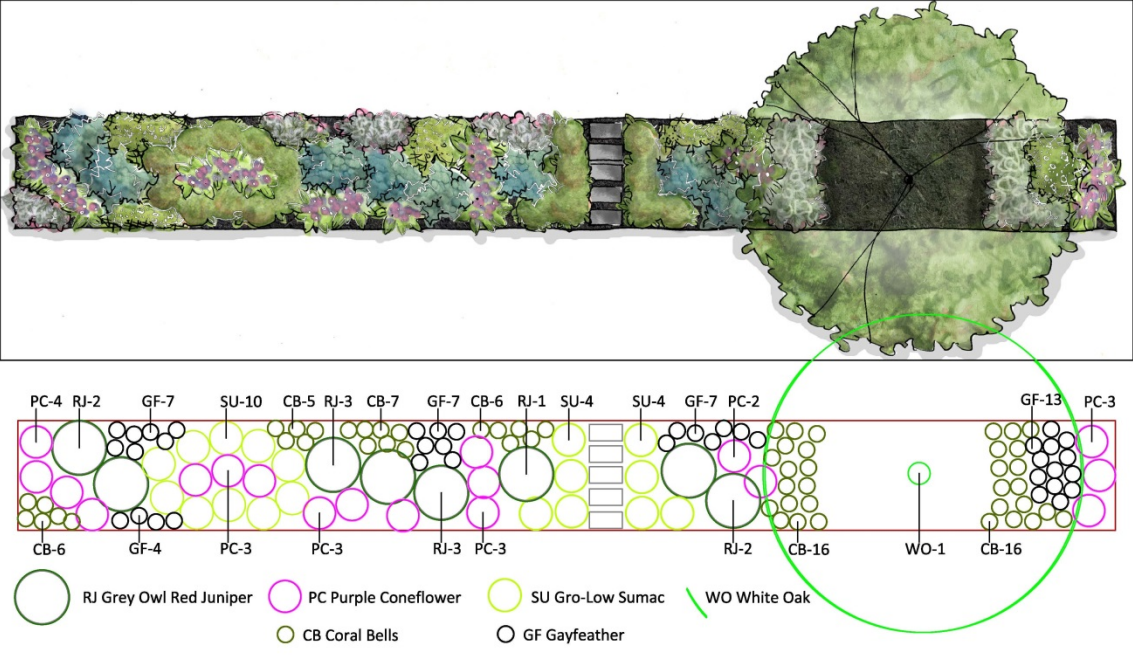 PC-4 RJ-2 GF-7 SU-10 CB-5 RJ-3 CB-7 GF-7 CB-6 RJ-1 SU-4 SU-4 GF-7 PC-2 GF-13 PC-3
CB-6 GF-4 PC-3 PC-3 RJ-3 PC-3 RJ-2 CB-16 WO-1 CB-16
RJ Grey Owl Red Juniper PC Purple Coneflower SU Gro-Low Sumac WO White Oak
CB Coral Bells GF Gayfeather